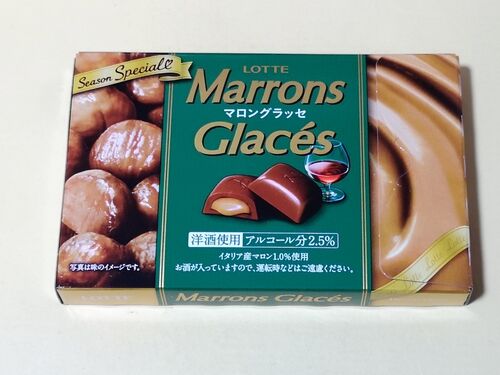 Season Special
LOTTE
Marrons
マロングラッセ
Glacés
洋酒使用 アルコール分2.5%
イタリア産マロン1.0%使用
お酒が入っていますので、運転時などはご遠慮ください。
写真は味のイメージです。
LOTTE
Marrons Glacés